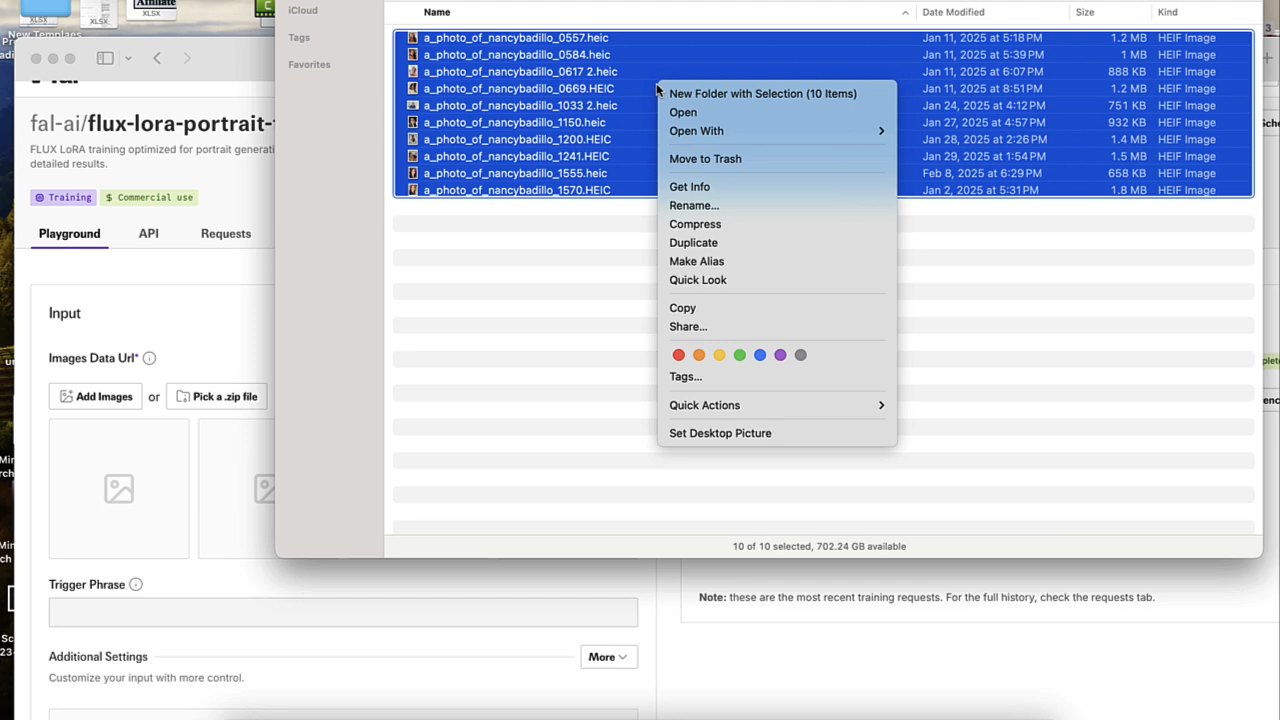 XLSX
XLSX
Affiliate
XLSX
New Templates
iCloud
Tags
Favorites
Name
Date Modified
Size
Kind
a_photo_of_nancybadillo_0557.heic Jan 11, 2025 at 5:18 PM 1.2 MB HEIF Image
a_photo_of_nancybadillo_0584.heic Jan 11, 2025 at 5:39 PM 1 MB HEIF Image
a_photo_of_nancybadillo_0617 2.heic Jan 11, 2025 at 6:07 PM 888 KB HEIF Image
a_photo_of_nancybadillo_0669.HEIC Jan 11, 2025 at 8:51 PM 1.2 MB HEIF Image
a_photo_of_nancybadillo_1033 2.heic Jan 24, 2025 at 4:12 PM 751 KB HEIF Image
a_photo_of_nancybadillo_1150.heic Jan 27, 2025 at 4:57 PM 932 KB HEIF Image
a_photo_of_nancybadillo_1200.HEIC Jan 28, 2025 at 2:26 PM 1.4 MB HEIF Image
a_photo_of_nancybadillo_1241.HEIC Jan 29, 2025 at 1:54 PM 1.5 MB HEIF Image
a_photo_of_nancybadillo_1555.heic Feb 8, 2025 at 6:29 PM 658 KB HEIF Image
a_photo_of_nancybadillo_1570.HEIC Jan 2, 2025 at 5:31 PM 1.8 MB HEIF Image
New Folder with Selection (10 Items)
Open
Open With
Move to Trash
Get Info
Rename...
Compress
Duplicate
Make Alias
Quick Look
Copy
Share...
Tags...
Quick Actions
Set Desktop Picture
10 of 10 selected, 702.24 GB available
fal-ai/flux-lora-portrait-
FLUX LoRA training optimized for portrait generati
detailed results.
Training
$ Commercial use
Playground
API
Requests
Input
Images Data Url*
Add Images or Pick a .zip file
Trigger Phrase
Additional Settings
More
Customize your input with more control.
Note: these are the most recent training requests. For the full history, check the requests tab.